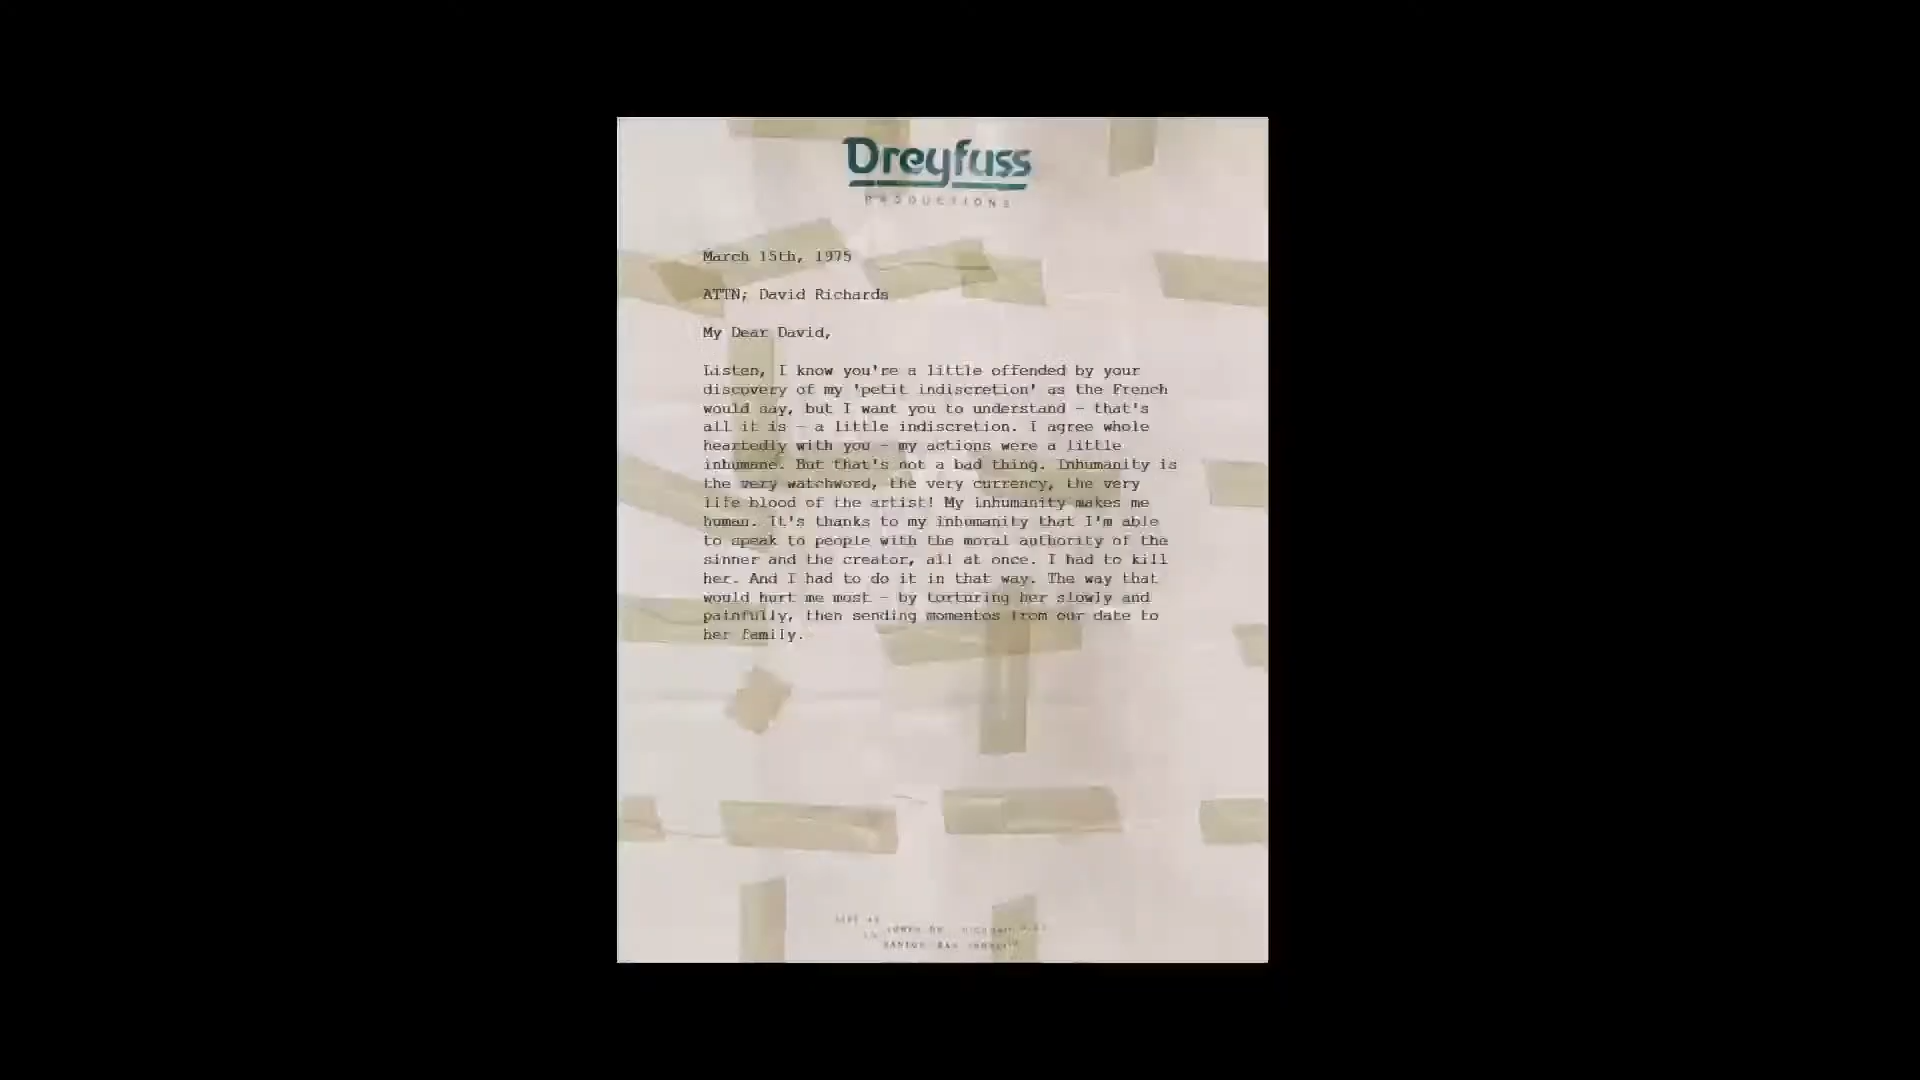 Dreyfuss
PRODUCTIONS
March 15th, 1975
ATTN; David Richards
My Dear David,
Listen, I know you're a little offended by your
discovery of my 'petit indiscretion' as the French
would say, but I want you to understand - that's
all it is - a little indiscretion. I agree whole
heartedly with you - my actions were a little
inhumane. But that's not a bad thing. Inhumanity is
the very watchword, the very currency, the very
life blood of the artist! My inhumanity makes me
human. It's thanks to my inhumanity that I'm able
to speak to people with the moral authority of the
sinner and the creator, all at once. I had to kill
her. And I had to do it in that way. The way that
would hurt me most - by torturing her slowly and
painfully, then sending momentos from our date to
her family.